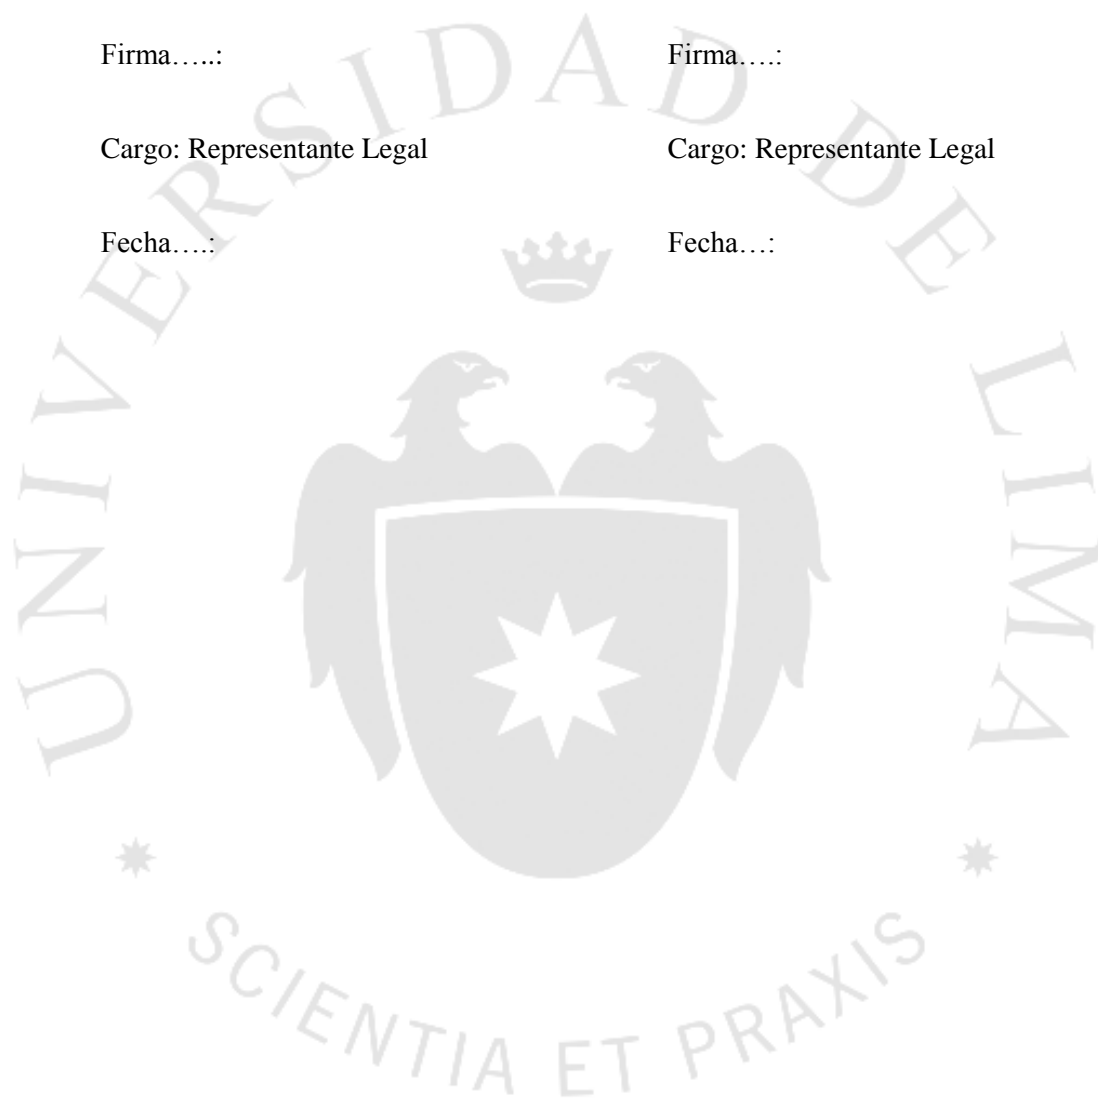 Firma…..: Firma….:
Cargo: Representante Legal Cargo: Representante Legal
Fecha….: Fecha…:
UNIVERSIDAD DE LIMA
SCIENTIA ET PRAXIS